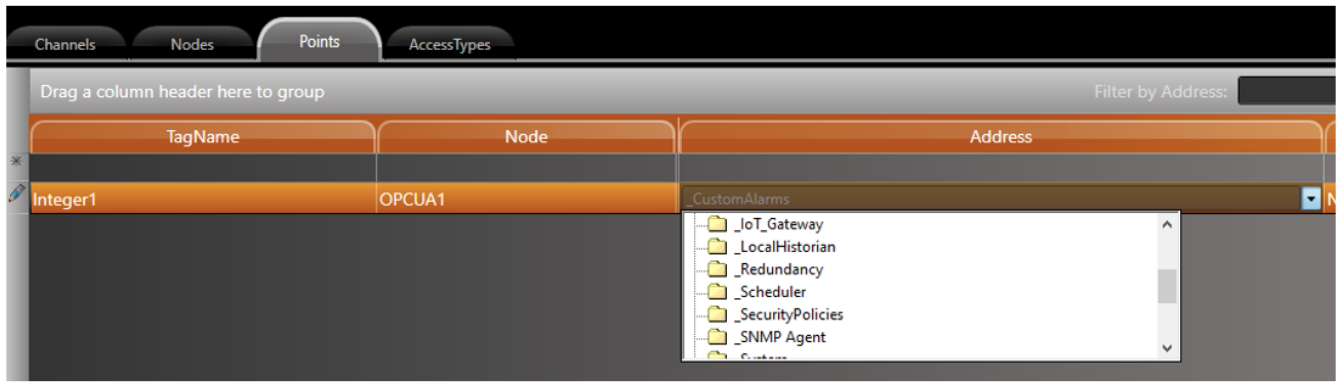 Channels Nodes Points AccessTypes
Drag a column header here to group Filter by Address:
TagName Node Address
Integer1 OPCUA1 _CustomAlarms N
_IoT_Gateway
_LocalHistorian
_Redundancy
_Scheduler
_SecurityPolicies
_SNMP Agent
_System